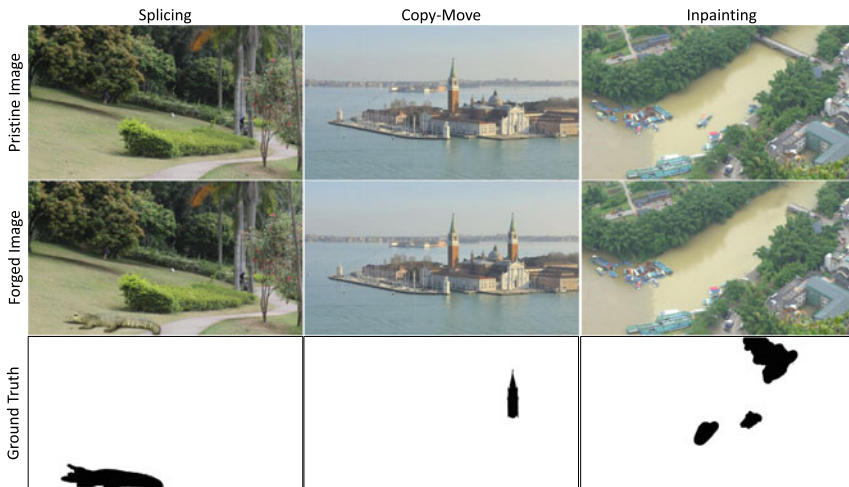 Splicing
Copy-Move
Inpainting
Pristine Image
Forged Image
Ground Truth